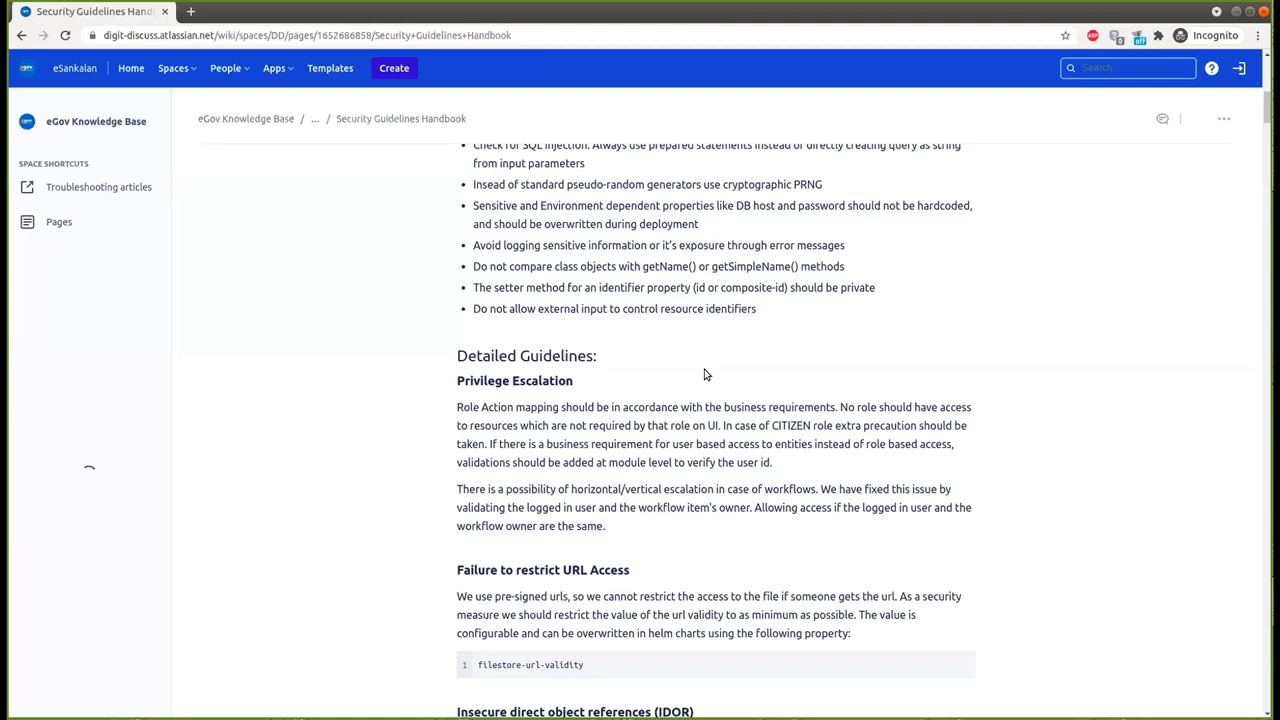 Security Guidelines Hand
digit-discuss.atlassian.net/wiki/spaces/DD/pages/1652686858/Security+Guidelines+Handbook
Incognito
eSankalan
Home
Spaces
People
Apps
Templates
Create
Search
eGov Knowledge Base
SPACE SHORTCUTS
Troubleshooting articles
Pages
eGov Knowledge Base / ... / Security Guidelines Handbook
• Check for SQL Injection. Always use prepared statements instead of directly creating query as string
from input parameters
• Insead of standard pseudo-random generators use cryptographic PRNG
• Sensitive and Environment dependent properties like DB host and password should not be hardcoded,
and should be overwritten during deployment
• Avoid logging sensitive information or it's exposure through error messages
• Do not compare class objects with getName() or getSimpleName() methods
• The setter method for an identifier property (id or composite-id) should be private
• Do not allow external input to control resource identifiers
Detailed Guidelines:
Privilege Escalation
Role Action mapping should be in accordance with the business requirements. No role should have access
to resources which are not required by that role on UI. In case of CITIZEN role extra precaution should be
taken. If there is a business requirement for user based access to entities instead of role based access,
validations should be added at module level to verify the user id.
There is a possibility of horizontal/vertical escalation in case of workflows. We have fixed this issue by
validating the logged in user and the workflow item's owner. Allowing access if the logged in user and the
workflow owner are the same.
Failure to restrict URL Access
We use pre-signed urls, so we cannot restrict the access to the file if someone gets the url. As a security
measure we should restrict the value of the url validity to as minimum as possible. The value is
configurable and can be overwritten in helm charts using the following property:
1 filestore-url-validity
Insecure direct object references (IDOR)